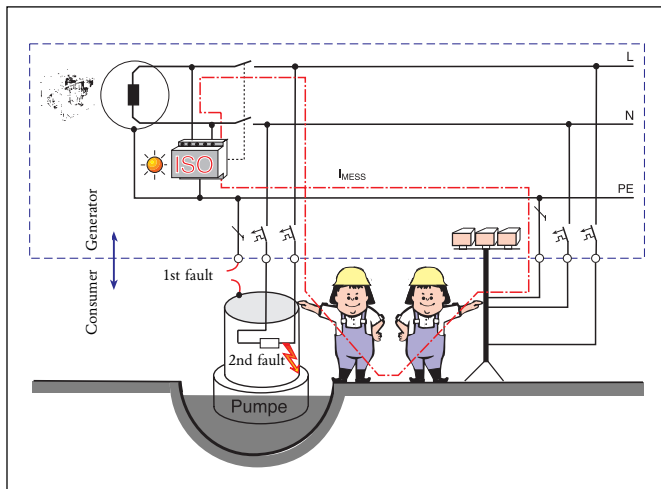 L
N
ISO
IMESS
PE
Generator
Consumer
1st fault
2nd fault
Pumpe